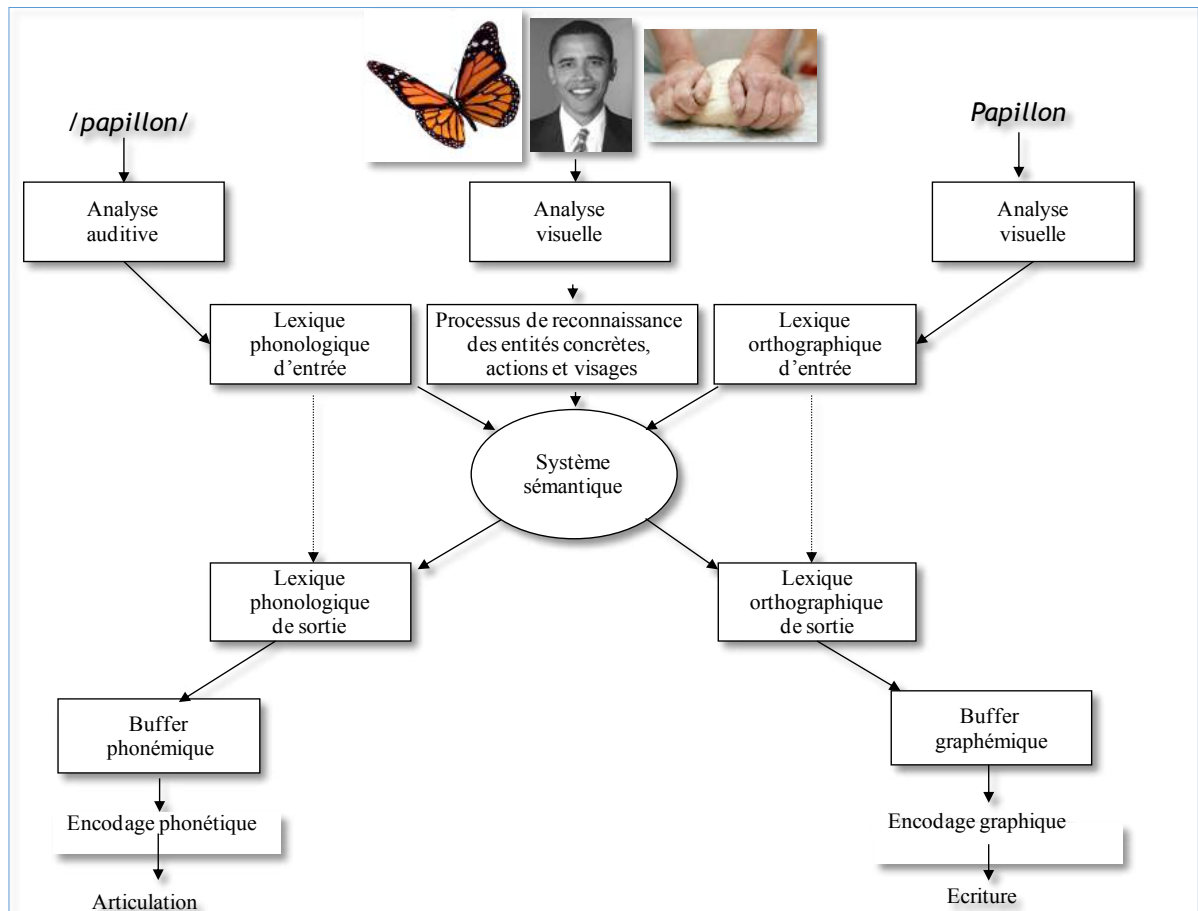 /papillon/
Papillon
Analyse
auditive
Analyse
visuelle
Analyse
visuelle
Lexique
phonologique
d'entrée
Processus de reconnaissance
des entités concrètes,
actions et visages
Lexique
orthographique
d'entrée
Système
sémantique
Lexique
phonologique
de sortie
Lexique
orthographique
de sortie
Buffer
phonémique
Buffer
graphémique
Encodage phonétique
Encodage graphique
Articulation
Ecriture